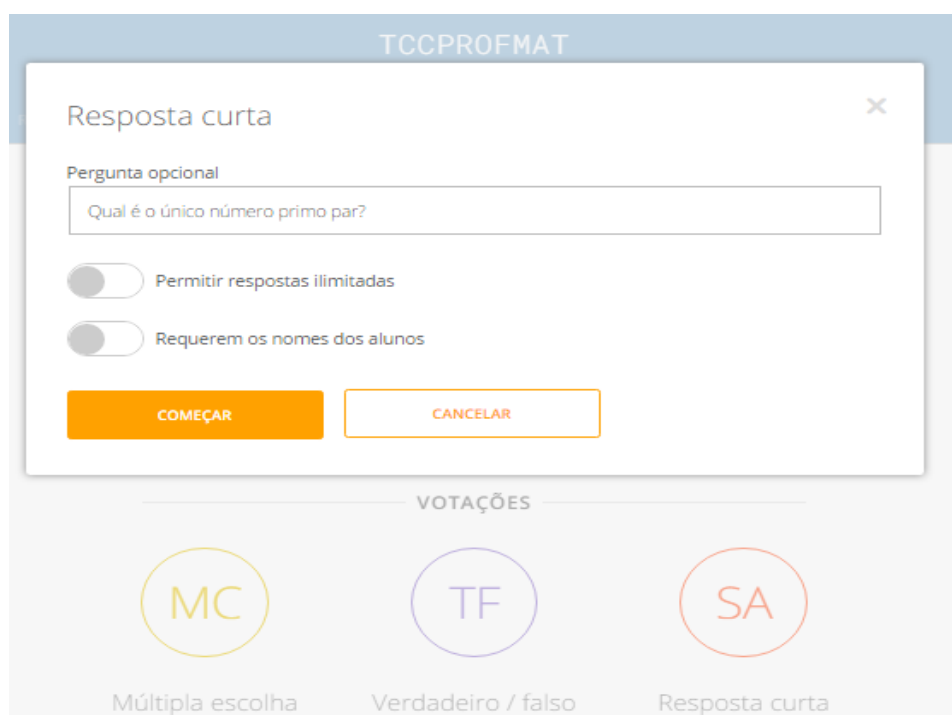 TCCPROFMAT
Resposta curta
×
Pergunta opcional
Qual é o único número primo par?
Permitir respostas ilimitadas
Requerem os nomes dos alunos
COMEÇAR
CANCELAR
VOTAÇÕES
MC
TF
SA
Múltipla escolha
Verdadeiro / falso
Resposta curta